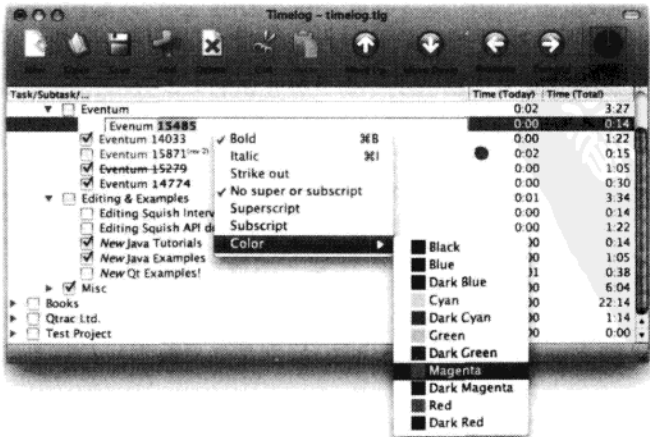 Timelog – timelog.tlg
Task/Subtask/... Time (Today) Time (Total)
Eventum 0:02 3:27
Evenum 15485 0:00 0:14
Eventum 14033 0:00 1:22
Eventum 15871 0:02 0:15
Eventum 15279 0:00 1:05
Eventum 14774 0:00 0:30
Editing & Examples 0:01 3:34
Editing Squish Interv 0:00 0:14
Editing Squish API d 0:00 1:22
New Java Tutorials 0:14
New Java Examples 1:05
New Qt Examples! 0:38
Misc 6:04
Books 22:14
Qtrac Ltd. 1:14
Test Project 0:00
Bold ⌘B
Italic ⌘I
Strike out
No super or subscript
Superscript
Subscript
Color
Black
Blue
Dark Blue
Cyan
Dark Cyan
Green
Dark Green
Magenta
Dark Magenta
Red
Dark Red